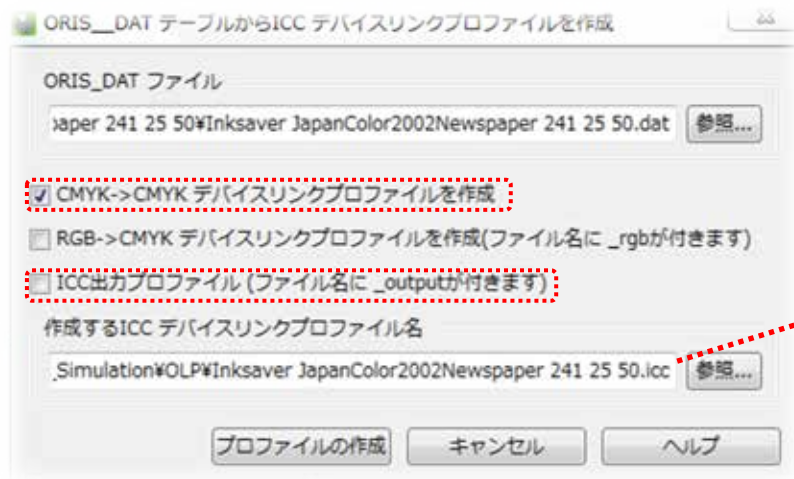 ORIS__DAT テーブルからICC デバイスリンクプロファイルを作成
ORIS_DAT ファイル
paper 241 25 50¥Inksaver JapanColor2002Newspaper 241 25 50.dat 参照...
CMYK->CMYK デバイスリンクプロファイルを作成
RGB->CMYK デバイスリンクプロファイルを作成(ファイル名に _rgbが付きます)
ICC出力プロファイル (ファイル名に _outputが付きます)
作成するICC デバイスリンクプロファイル名
_Simulation¥OLP¥Inksaver JapanColor2002Newspaper 241 25 50.icc 参照...
プロファイルの作成 キャンセル ヘルプ